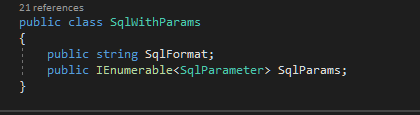 21 references
public class SqlWithParams
{
public string SqlFormat;
public IEnumerable<SqlParameter> SqlParams;
}